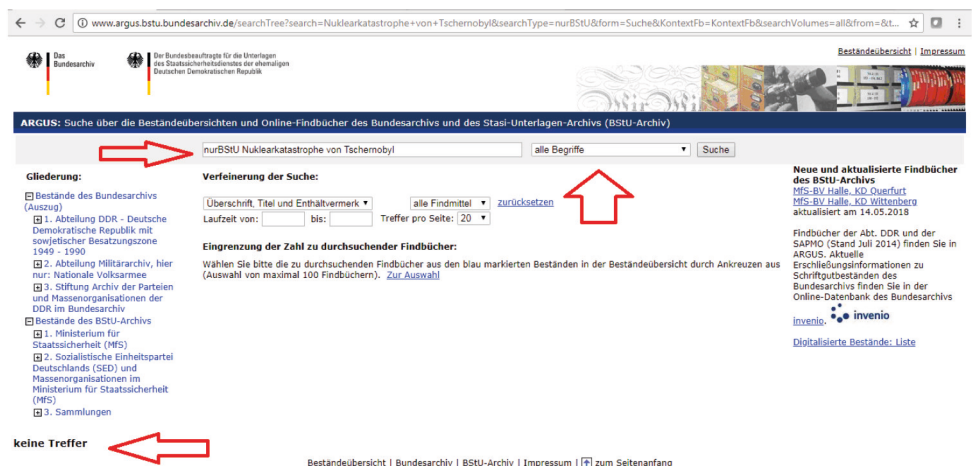 www.argus.bstu.bundesarchiv.de/searchTree?search=Nuklearkatastrophe+von+Tschernobyl&searchType=nurBStU&form=Suche&KontextFb=KontextFb&searchVolumes=all&from=&t...
Das
Bundesarchiv
Der Bundesbeauftragte für die Unterlagen
des Staatssicherheitsdienstes der ehemaligen
Deutschen Demokratischen Republik
Beständeübersicht | Impressum
ARGUS: Suche über die Beständeübersichten und Online-Findbücher des Bundesarchivs und des Stasi-Unterlagen-Archivs (BStU-Archiv)
nurBStU Nuklearkatastrophe von Tschernobyl
alle Begriffe
Suche
Gliederung:
Bestände des Bundesarchivs
(Auszug)
1. Abteilung DDR - Deutsche
Demokratische Republik mit
sowjetischer Besatzungszone
1949 - 1990
2. Abteilung Militärarchiv, hier
nur: Nationale Volksarmee
3. Stiftung Archiv der Parteien
und Massenorganisationen der
DDR im Bundesarchiv
Bestände des BStU-Archivs
1. Ministerium für
Staatssicherheit (MfS)
2. Sozialistische Einheitspartei
Deutschlands (SED) und
Massenorganisationen im
Ministerium für Staatssicherheit
(MfS)
3. Sammlungen
Verfeinerung der Suche:
Überschrift, Titel und Enthältvermerk
alle Findmittel
zurücksetzen
Laufzeit von:
bis:
Treffer pro Seite: 20
Eingrenzung der Zahl zu durchsuchender Findbücher:
Wählen Sie bitte die zu durchsuchenden Findbücher aus den blau markierten Beständen in der Beständeübersicht durch Ankreuzen aus
(Auswahl von maximal 100 Findbüchern). Zur Auswahl
Neue und aktualisierte Findbücher
des BStU-Archivs
MfS-BV Halle, KD Querfurt
MfS-BV Halle, KD Wittenberg
aktualisiert am 14.05.2018
Findbücher der Abt. DDR und der
SAPMO (Stand Juli 2014) finden Sie in
ARGUS. Aktuelle
Erschließungsinformationen zu
Schriftgutbeständen des
Bundesarchivs finden Sie in der
Online-Datenbank des Bundesarchivs
invenio. invenio
Digitalisierte Bestände: Liste
keine Treffer
Beständeübersicht | Bundesarchiv | BStU-Archiv | Impressum | zum Seitenanfang